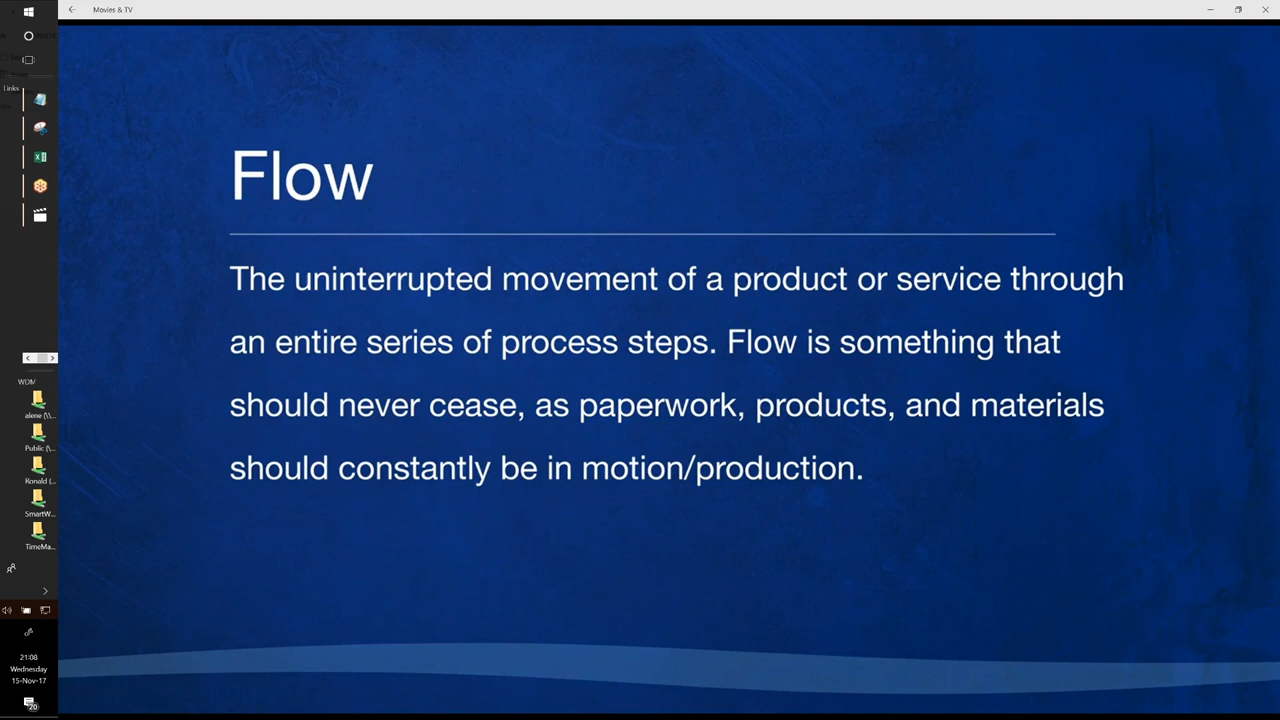 Movies & TV
Links
Flow
The uninterrupted movement of a product or service through
an entire series of process steps. Flow is something that
should never cease, as paperwork, products, and materials
should constantly be in motion/production.
WDM
alene (\\...
Public (\...
Ronald (...
SmartW...
TimeMa...
21:08
Wednesday
15-Nov-17
20